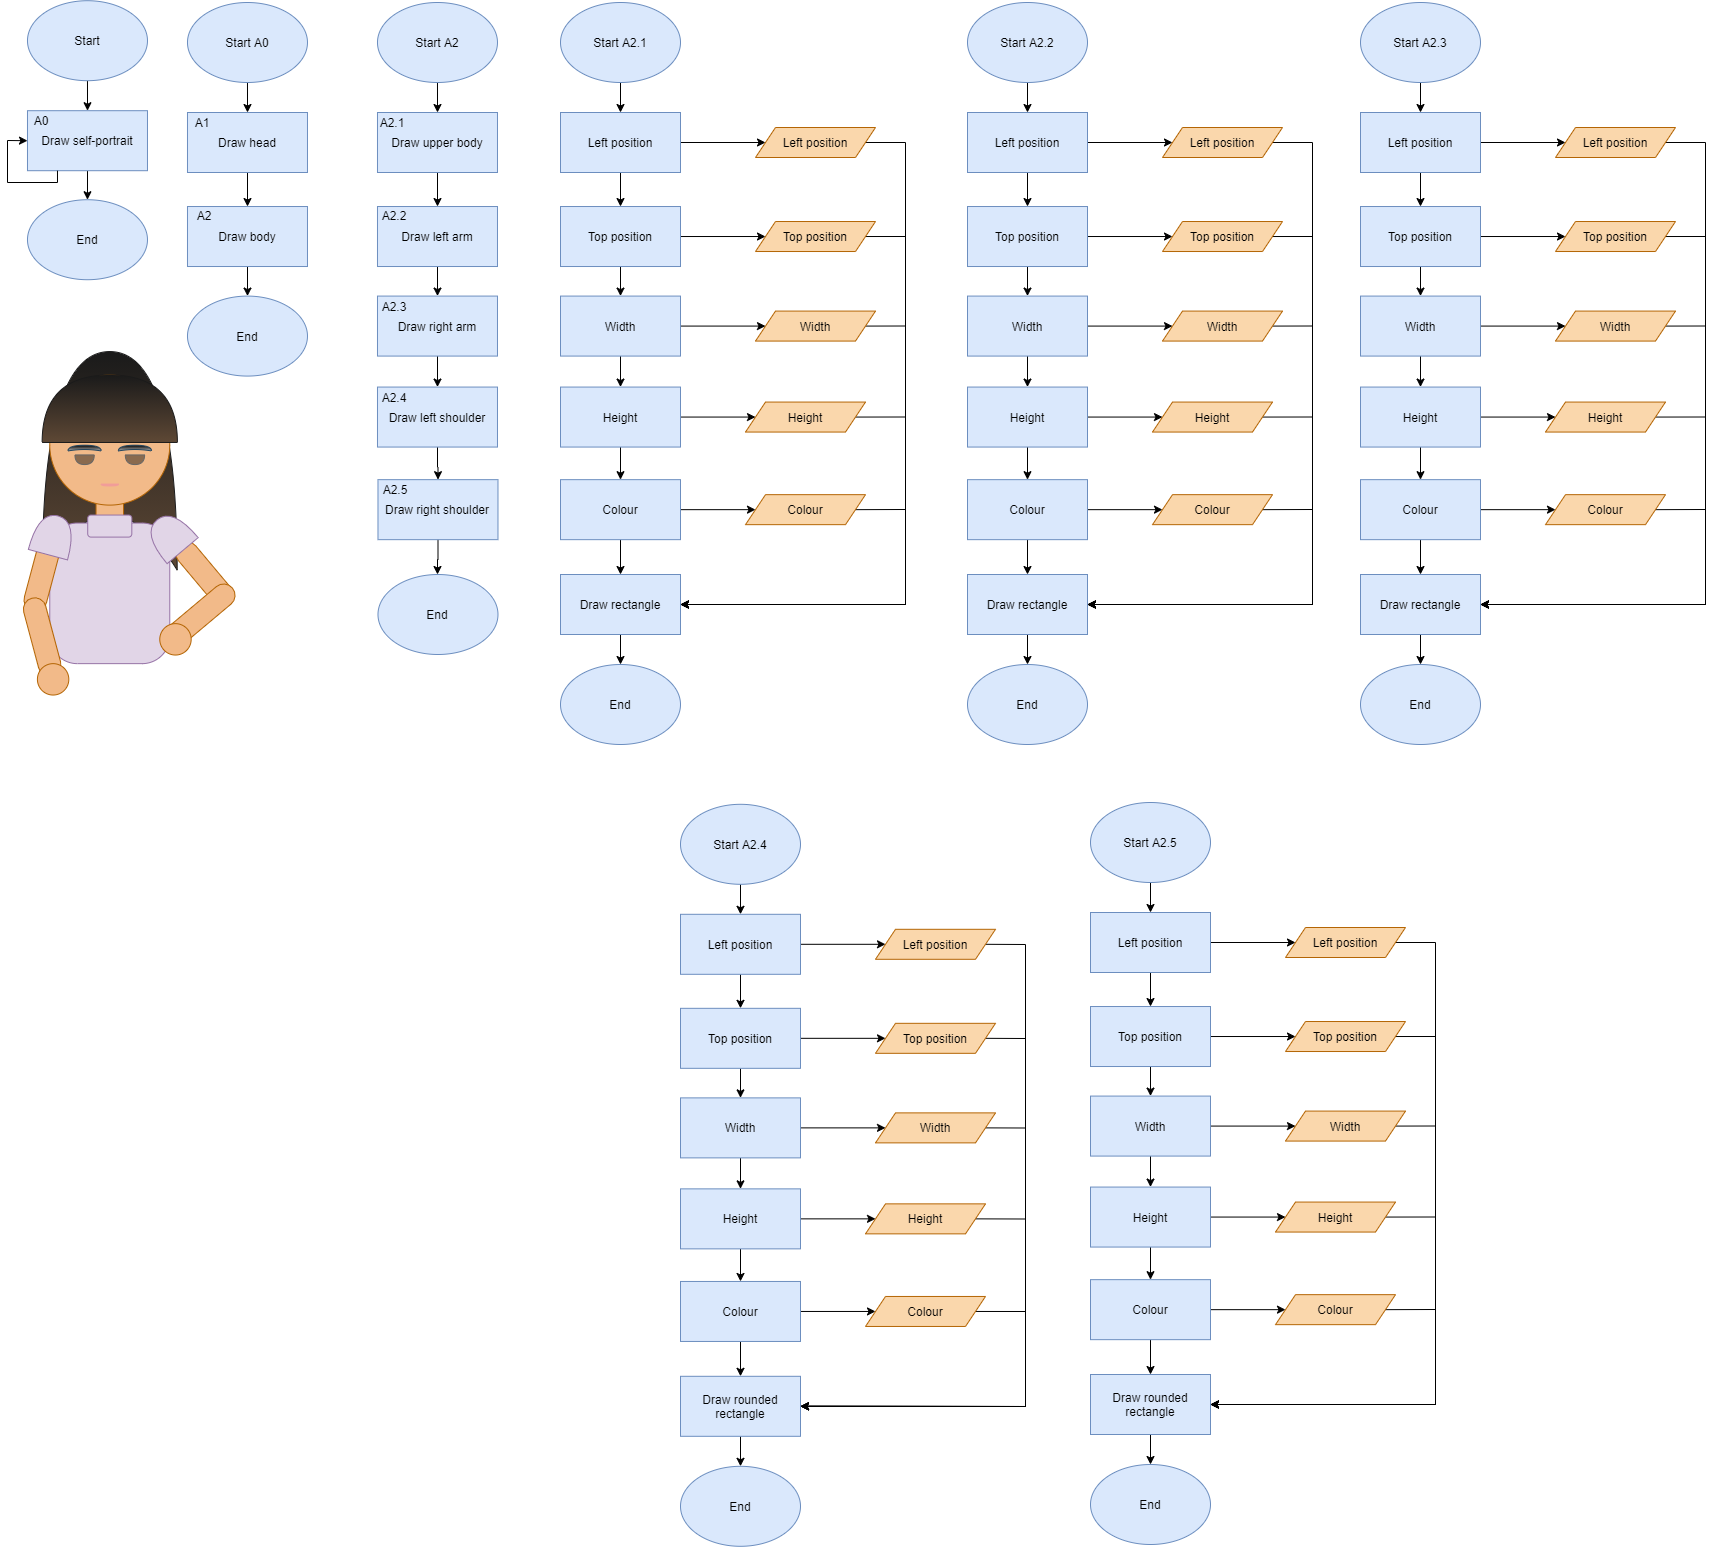 Start
A0
Draw self-portrait
End
Start A0
A1
Draw head
A2
Draw body
End
Start A2
A2.1
Draw upper body
A2.2
Draw left arm
A2.3
Draw right arm
A2.4
Draw left shoulder
A2.5
Draw right shoulder
End
Start A2.1
Left position
Left position
Top position
Top position
Width
Width
Height
Height
Colour
Colour
Draw rectangle
End
Start A2.2
Left position
Left position
Top position
Top position
Width
Width
Height
Height
Colour
Colour
Draw rectangle
End
Start A2.3
Left position
Left position
Top position
Top position
Width
Width
Height
Height
Colour
Colour
Draw rectangle
End
Start A2.4
Left position
Left position
Top position
Top position
Width
Width
Height
Height
Colour
Colour
Draw rounded
rectangle
End
Start A2.5
Left position
Left position
Top position
Top position
Width
Width
Height
Height
Colour
Colour
Draw rounded
rectangle
End